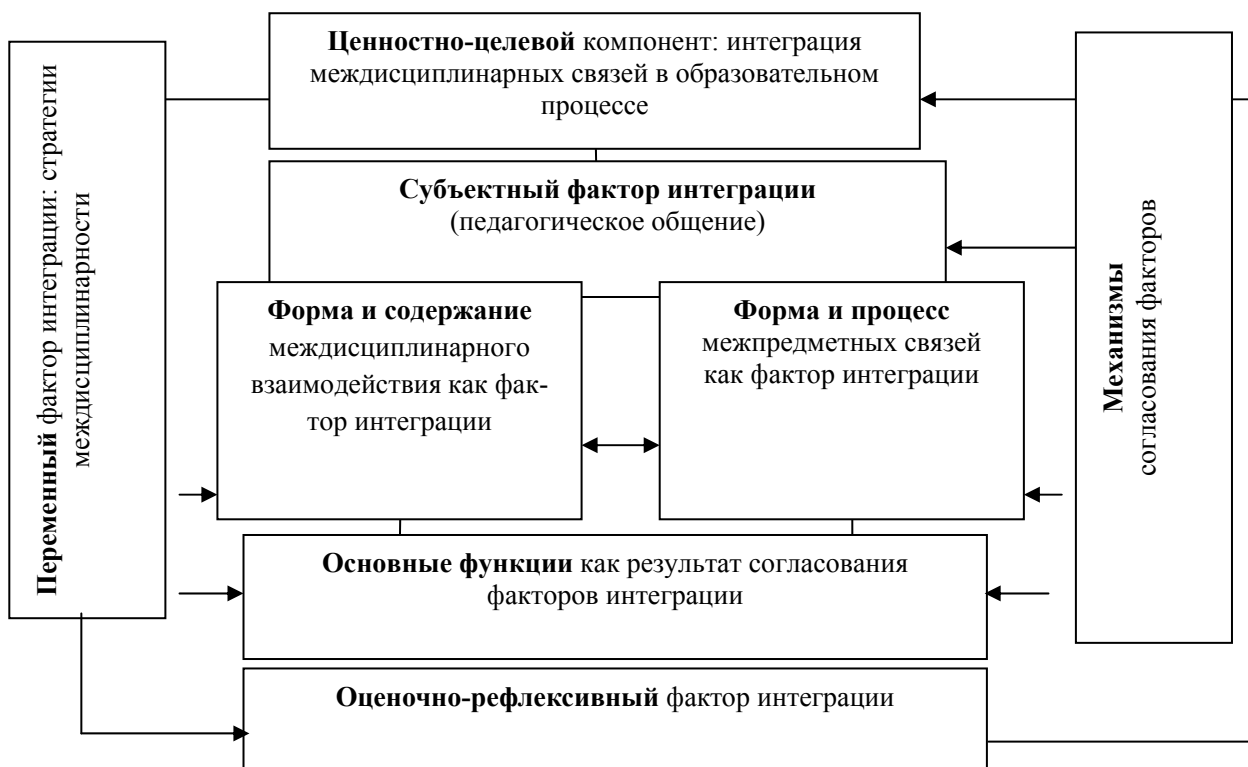 Ценностно-целевой компонент: интеграция
междисциплинарных связей в образовательном
процессе
Переменный фактор интеграции: стратегии
междисциплинарности
Субъектный фактор интеграции
(педагогическое общение)
Механизмы
согласования факторов
Форма и содержание
междисциплинарного
взаимодействия как фак-
тор интеграции
Форма и процесс
межпредметных связей
как фактор интеграции
Основные функции как результат согласования
факторов интеграции
Оценочно-рефлексивный фактор интеграции